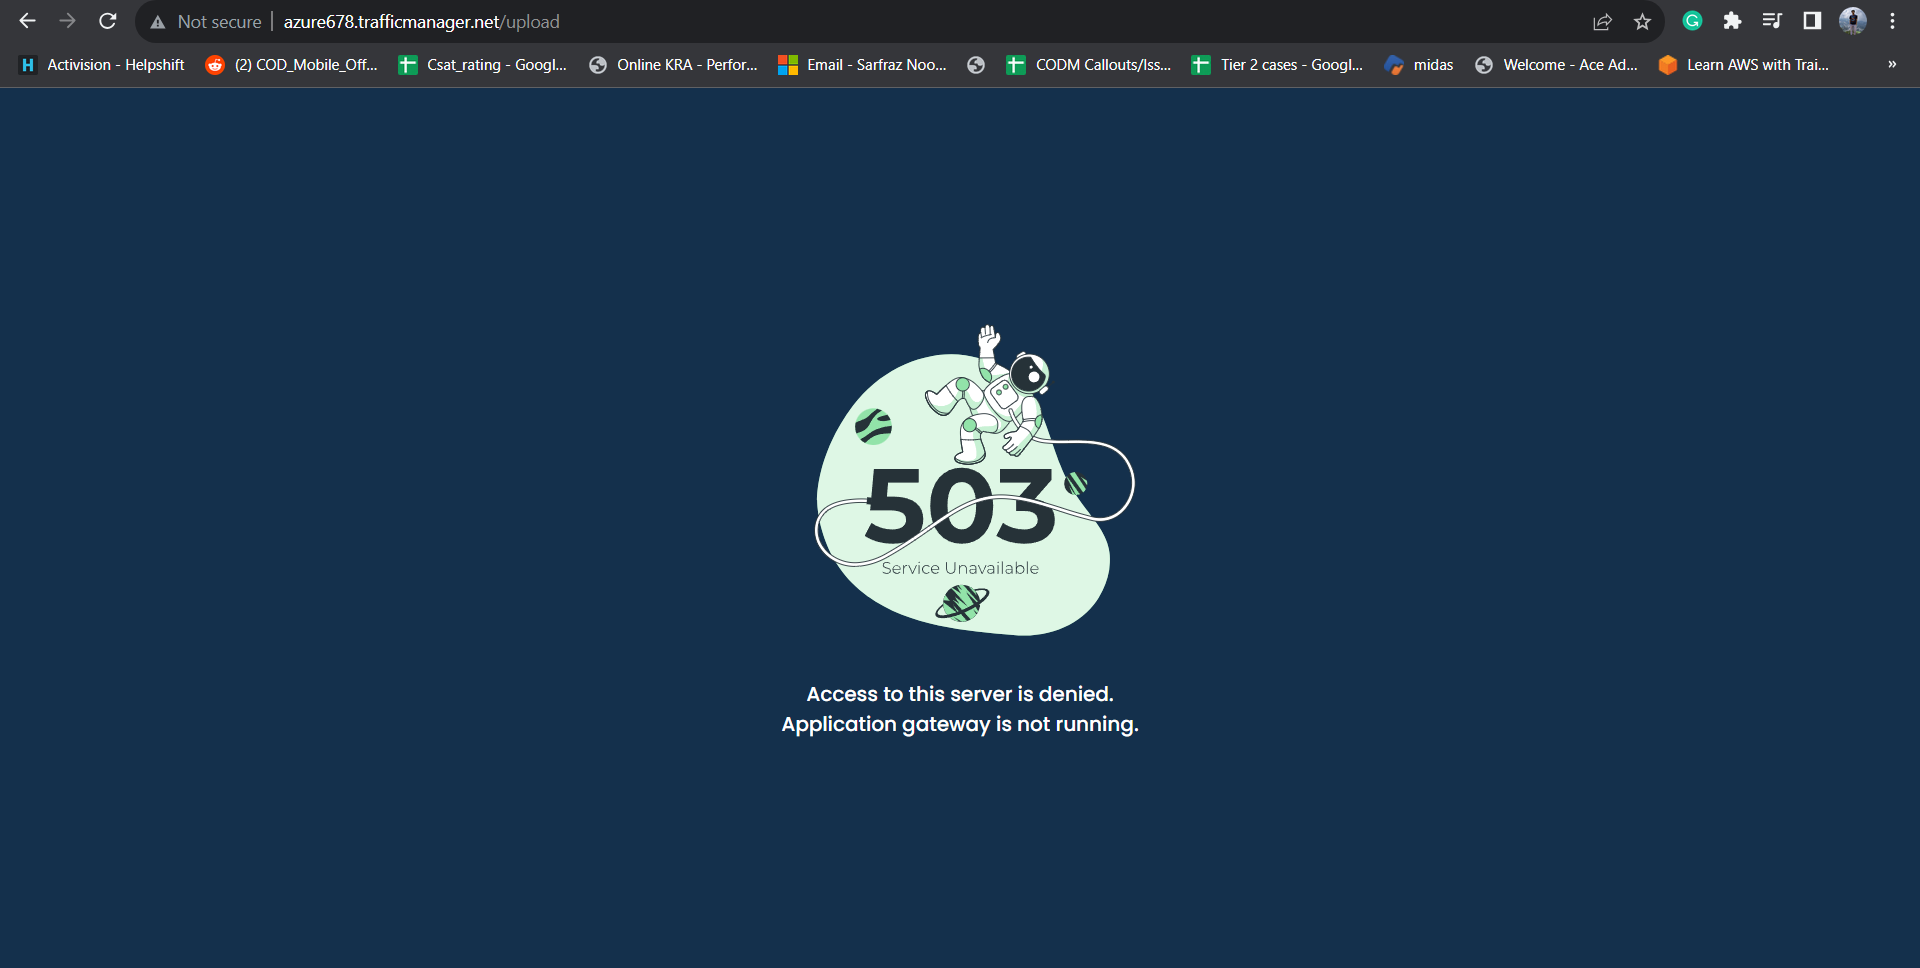 Not secure | azure678.trafficmanager.net/upload
G
H Activision - Helpshift (2) COD_Mobile_Off... Csat_rating - Googl... Online KRA - Perfor... Email - Sarfraz Noo... CODM Callouts/Iss... Tier 2 cases - Googl... midas Welcome - Ace Ad... Learn AWS with Trai... »
503
Service Unavailable
Access to this server is denied.
Application gateway is not running.